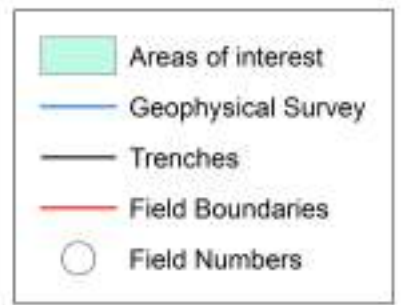 Areas of interest
Geophysical Survey
Trenches
Field Boundaries
Field Numbers